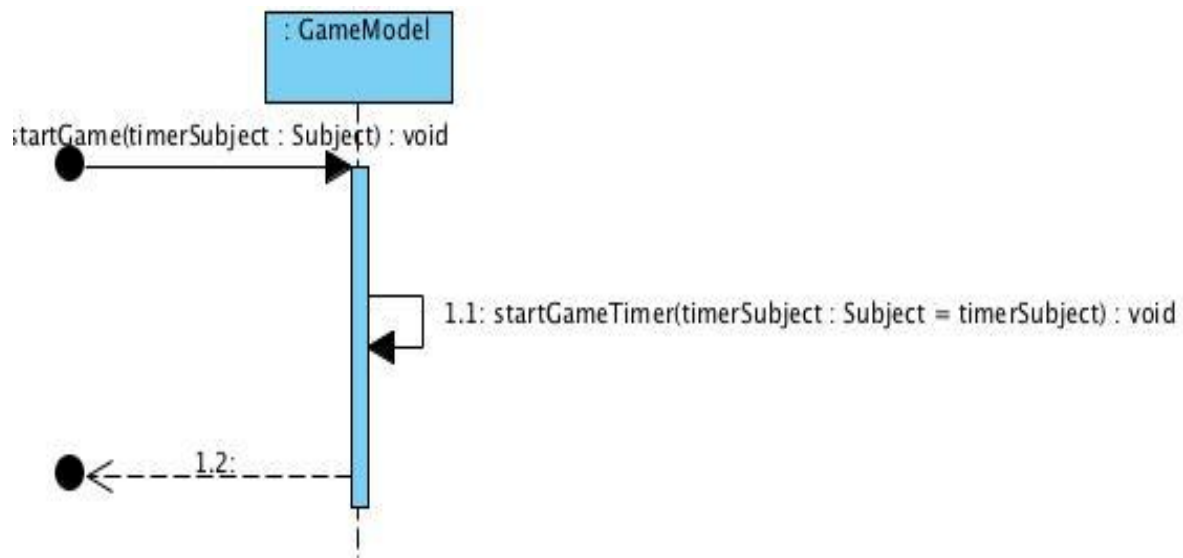 : GameModel
startGame(timerSubject : Subject) : void
1.1: startGameTimer(timerSubject : Subject = timerSubject) : void
1.2: